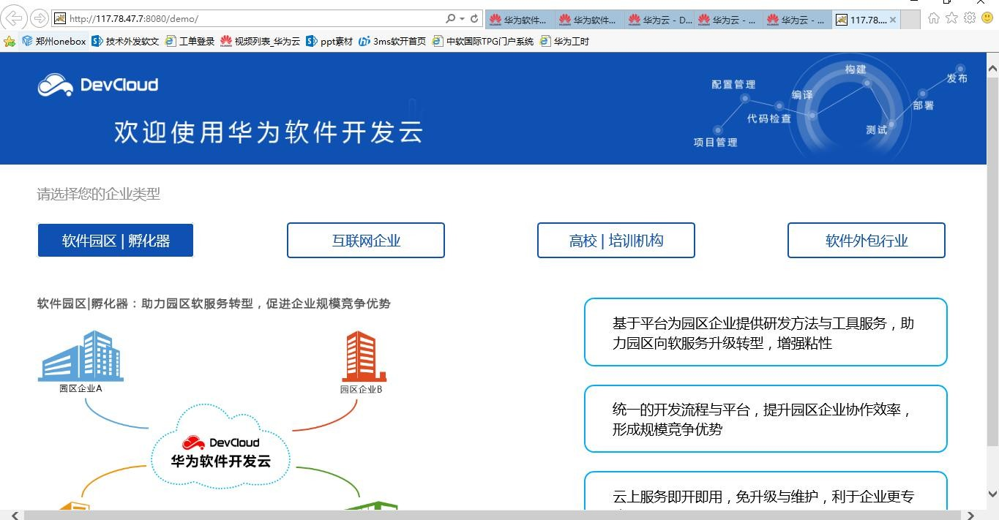 http://117.78.47.7:8080/demo/
华为软件...
华为软件...
华为云 - D...
华为云 - ...
华为云 - ...
117.78....
郑州onebox
技术外发软文
工单登录
视频列表_华为云
ppt素材
3ms软开首页
中软国际TPG门户系统
华为工时
DevCloud
欢迎使用华为软件开发云
项目管理
配置管理
代码检查
编译
构建
测试
部署
发布
请选择您的企业类型
软件园区 | 孵化器
互联网企业
高校 | 培训机构
软件外包行业
软件园区|孵化器：助力园区软服务转型，促进企业规模竞争优势
园区企业A
园区企业B
DevCloud
华为软件开发云
基于平台为园区企业提供研发方法与工具服务，助
力园区向软服务升级转型，增强粘性
统一的开发流程与平台，提升园区企业协作效率，
形成规模竞争优势
云上服务即开即用，免升级与维护，利于企业更专